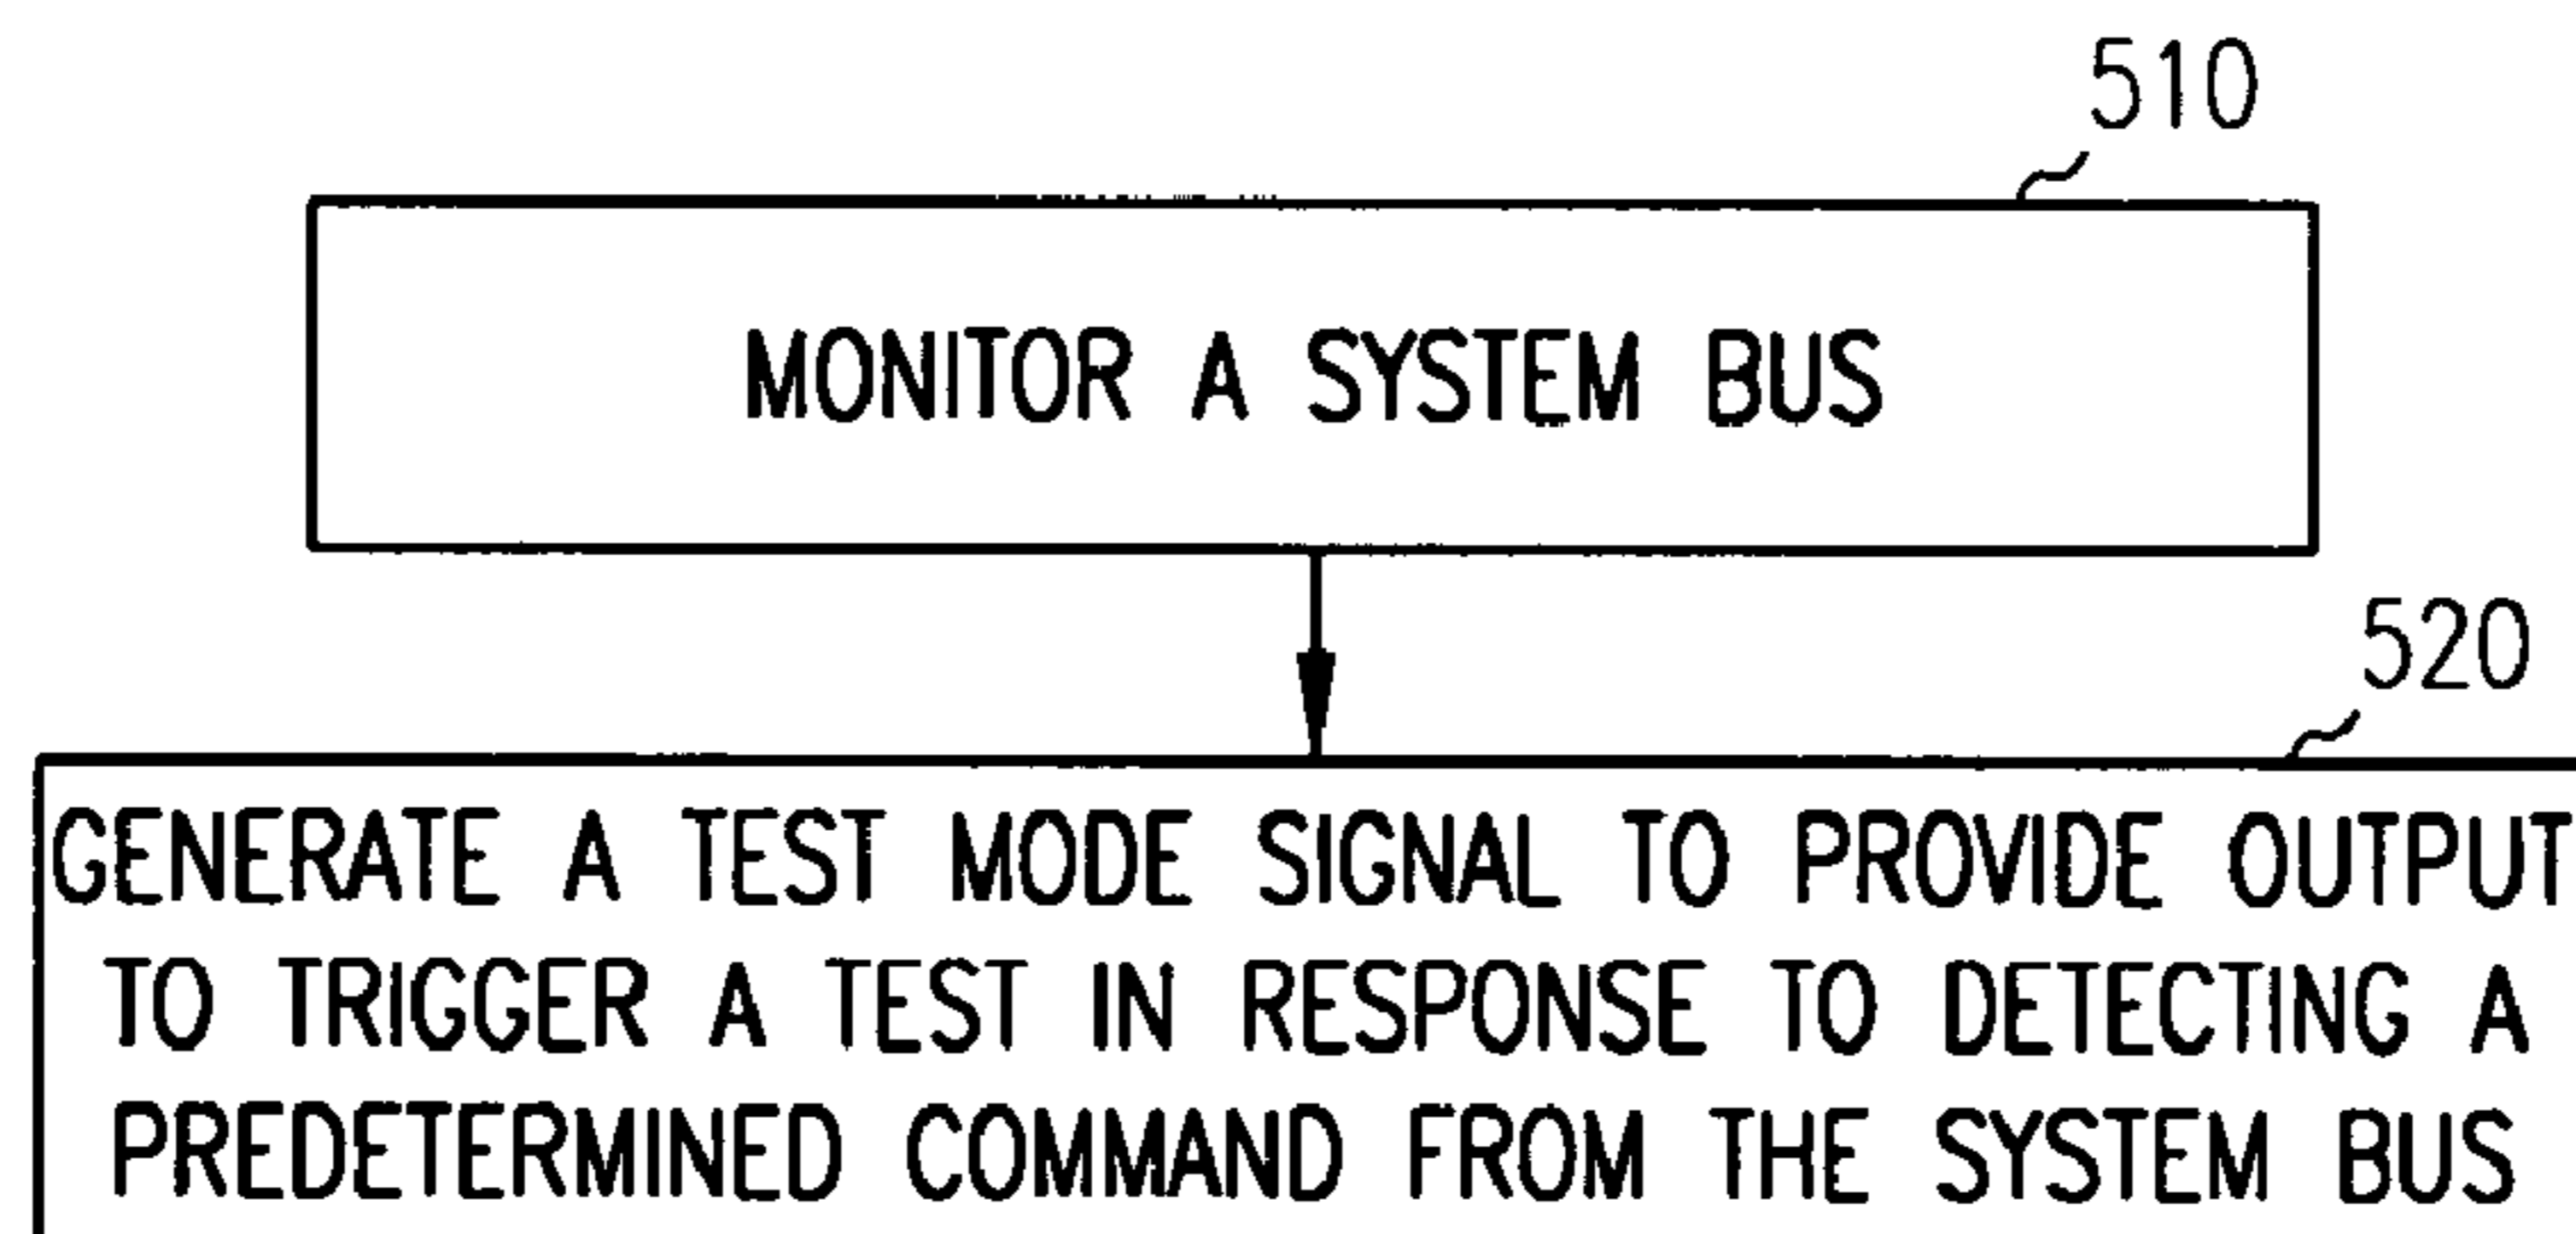 510
MONITOR A SYSTEM BUS
520
GENERATE A TEST MODE SIGNAL TO PROVIDE OUTPUT
TO TRIGGER A TEST IN RESPONSE TO DETECTING A
PREDETERMINED COMMAND FROM THE SYSTEM BUS